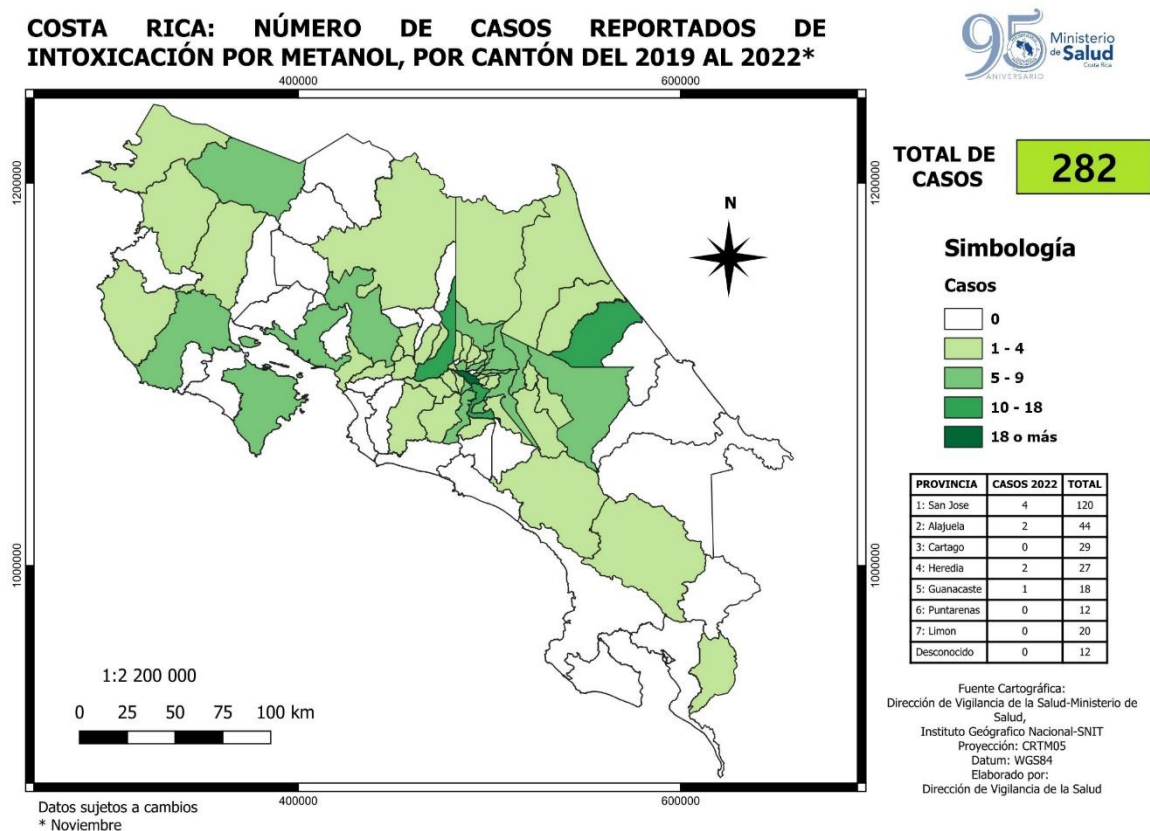 COSTA RICA: NÚMERO DE CASOS REPORTADOS DE
INTOXICACIÓN POR METANOL, POR CANTÓN DEL 2019 AL 2022*
95
ANIVERSARIO
Ministerio
de Salud
Costa Rica
400000
600000
1200000
1200000
1000000
1000000
N
TOTAL DE
CASOS
282
Simbología
Casos
0
1 - 4
5 - 9
10 - 18
18 o más
PROVINCIA CASOS 2022 TOTAL
1: San Jose 4 120
2: Alajuela 2 44
3: Cartago 0 29
4: Heredia 2 27
5: Guanacaste 1 18
6: Puntarenas 0 12
7: Limon 0 20
Desconocido 0 12
1:2 200 000
0 25 50 75 100 km
400000
600000
Fuente Cartográfica:
Dirección de Vigilancia de la Salud-Ministerio de
Salud,
Instituto Geógrafico Nacional-SNIT
Proyección: CRTM05
Datum: WGS84
Elaborado por:
Dirección de Vigilancia de la Salud
Datos sujetos a cambios
* Noviembre